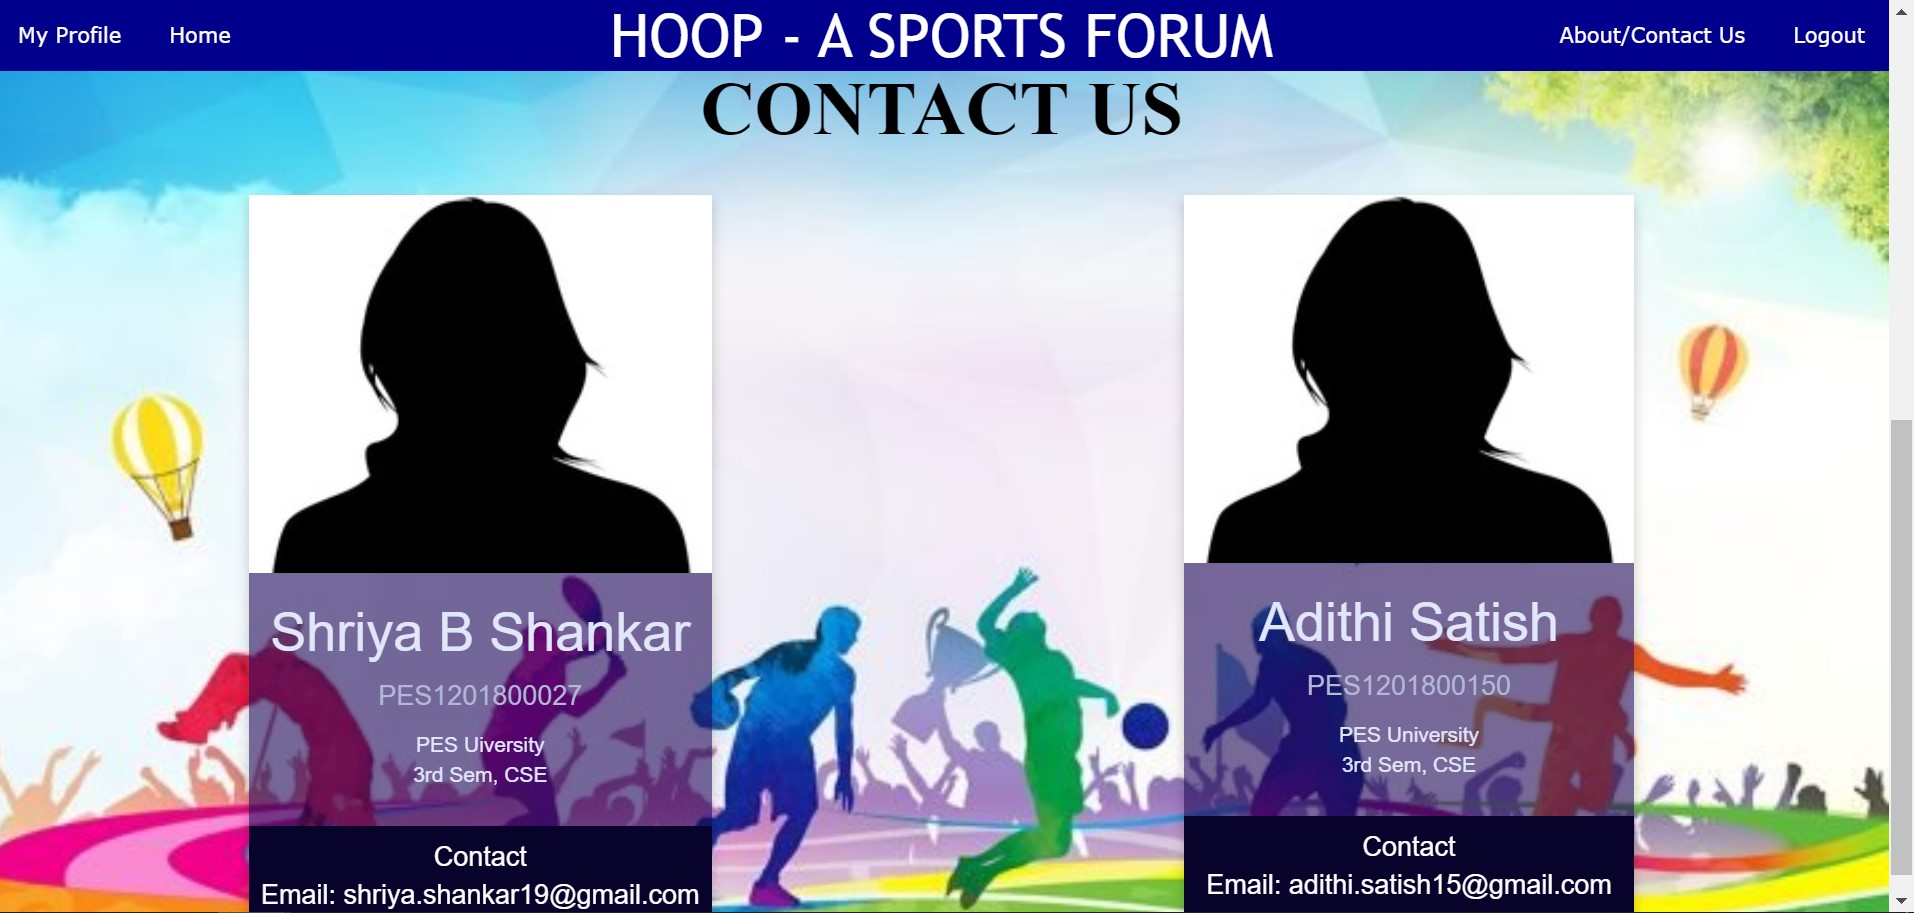 My Profile
Home
HOOP - A SPORTS FORUM
About/Contact Us
Logout
CONTACT US
Shriya B Shankar
PES1201800027
PES Uiversity
3rd Sem, CSE
Contact
Email: shriya.shankar19@gmail.com
Adithi Satish
PES1201800150
PES University
3rd Sem, CSE
Contact
Email: adithi.satish15@gmail.com